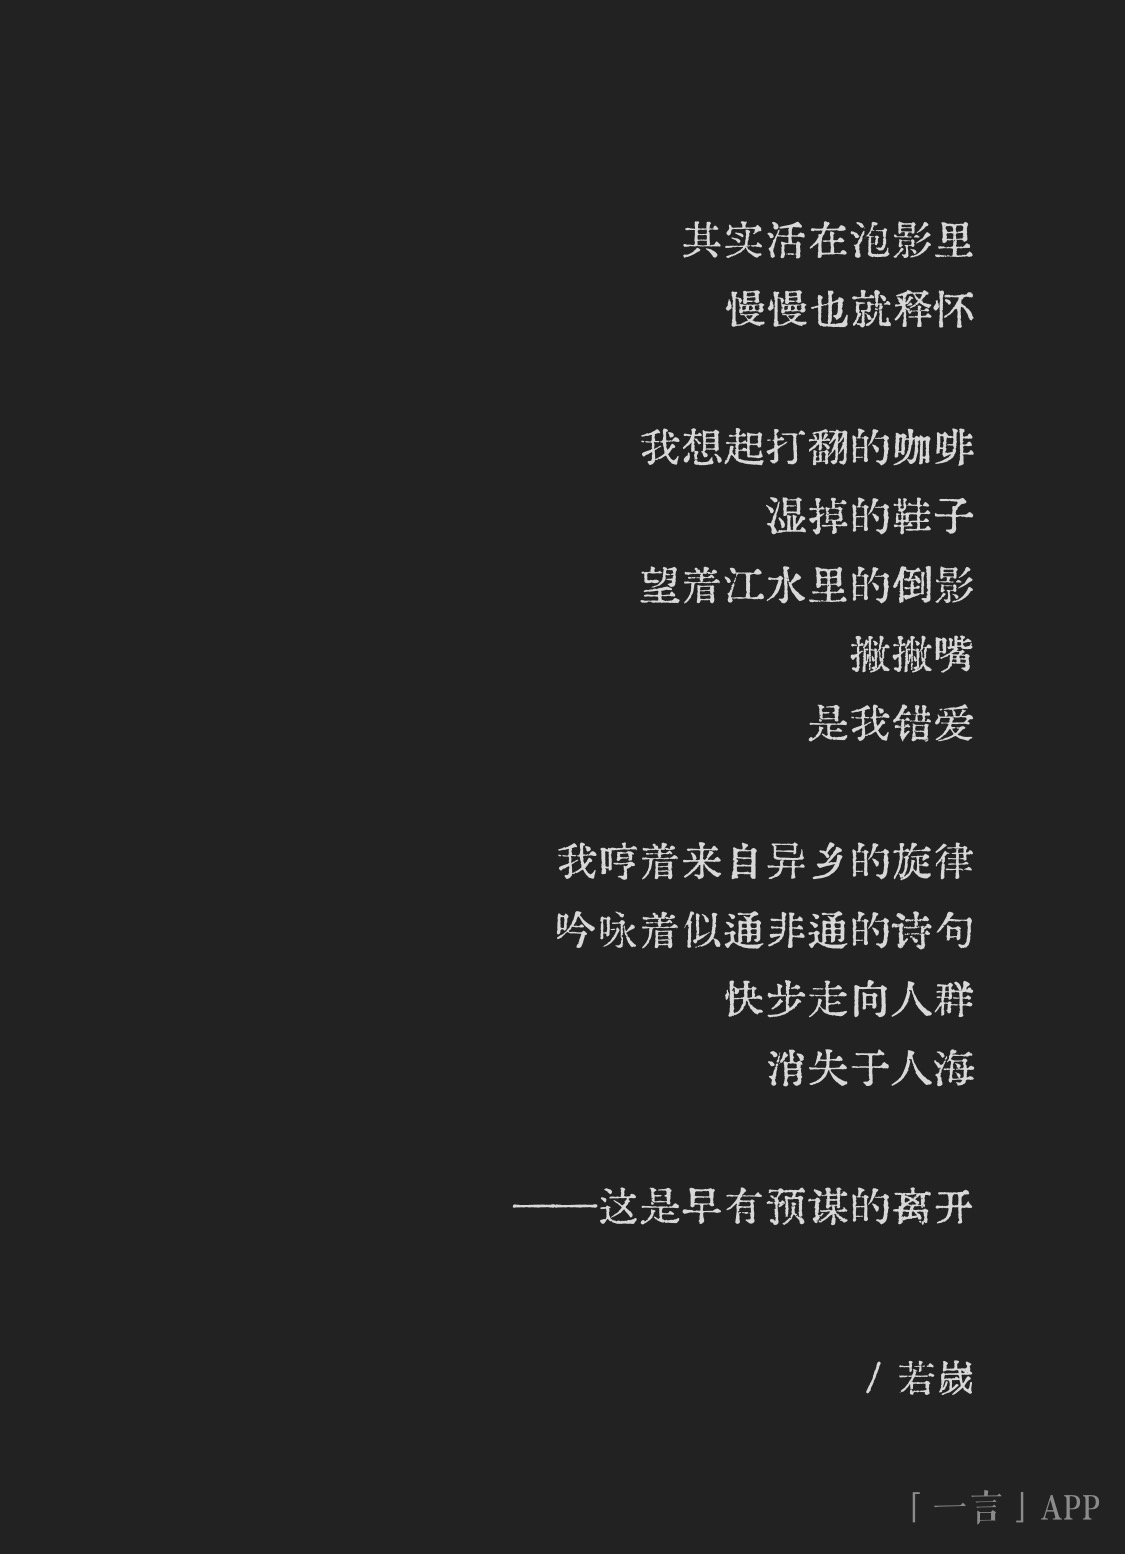 其实活在泡影里
慢慢也就释怀
我想起打翻的咖啡
湿掉的鞋子
望着江水里的倒影
撇撇嘴
是我错爱
我哼着来自异乡的旋律
吟咏着似通非通的诗句
快步走向人群
消失于人海
——这是早有预谋的离开
/ 若嵗
「一言」APP